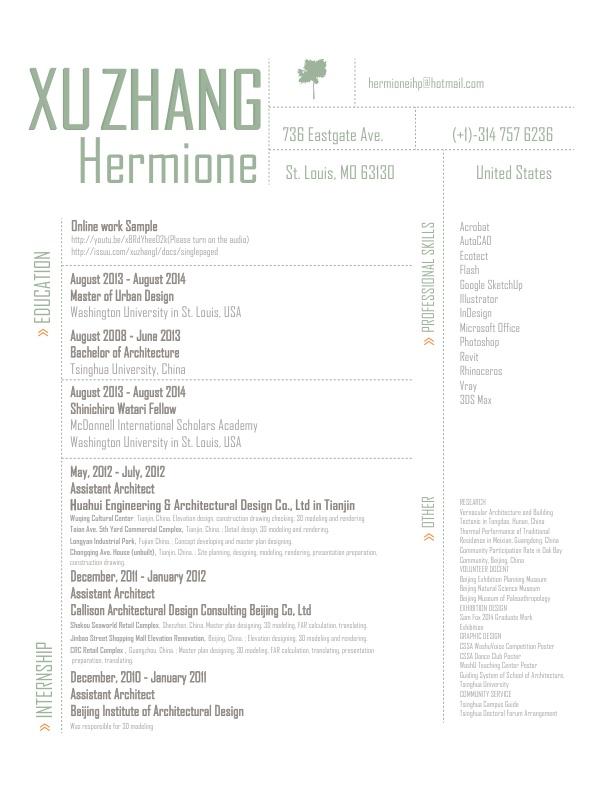 XU ZHANG
Hermione
hermioneihp@hotmail.com
736 Eastgate Ave.
(+1)-314 757 6236
St. Louis, MO 63130
United States
EDUCATION
Online work Sample
http://youtu.be/xBRdYhee02k(Please turn on the audio)
http://issuu.com/xuzhang1/docs/singlepaged
August 2013 - August 2014
Master of Urban Design
Washington University in St. Louis, USA
August 2008 - June 2013
Bachelor of Architecture
Tsinghua University, China
August 2013 - August 2014
Shinichiro Watari Fellow
McDonnell International Scholars Academy
Washington University in St. Louis, USA
INTERNSHIP
May, 2012 - July, 2012
Assistant Architect
Huahui Engineering & Architectural Design Co., Ltd in Tianjin
Wuqing Cultural Center, Tianjin, China, Elevation design, construction drawing checking, 3D modeling and rendering
Taian Ave. 5th Yard Commercial Complex, Tianjin, China. ; Detail design, 3D modeling and rendering.
Longyan Industrial Park, Fujian China. ; Concept developing and master plan designing.
Chongqing Ave. House (unbuilt), Tianjin, China. ; Site planning, designing, modeling, rendering, presentation preparation,
construction drawing.
December, 2011 - January 2012
Assistant Architect
Callison Architectural Design Consulting Beijing Co, Ltd
Shekou Seaworld Retail Complex, Shenzhen, China. Master plan designing, 3D modeling, FAR calculation, translating.
Jinbao Street Shopping Mall Elevation Renovation, Beijing, China. ; Elevation designing, 3D modeling and rendering.
CRC Retail Complex , Guangzhou, China. ; Master plan designing, 3D modeling, FAR calculation, translating, presentation
preparation, translating.
December, 2010 - January 2011
Assistant Architect
Beijing Institute of Architectural Design
Was responsible for 3D modeling
PROFESSIONAL SKILLS
Acrobat
AutoCAD
Ecotect
Flash
Google SketchUp
Illustrator
InDesign
Microsoft Office
Photoshop
Revit
Rhinoceros
Vray
3DS Max
OTHER
RESEARCH
Vernacular Architecture and Building
Tectonic in Tangdan, Hunan, China
Thermal Performance of Traditional
Residence in Meixian, Guangdong, China
Community Participation Rate in Oak Bay
Community, Beijing, China
VOLUNTEER DOCENT
Beijing Exhibition Planning Museum
Beijing Natural Science Museum
Beijing Museum of Paleoathropology
EXHIBITION DESIGN
Sam Fox 2014 Graduate Work
Exhibition
GRAPHIC DESIGN
CSSA WashuVoice Competition Poster
CSSA Dance Club Poster
WashU Teaching Center Poster
Guiding System of School of Architecture,
Tsinghua University
COMMUNITY SERVICE
Tsinghua Campus Guide
Tsinghua Doctoral Forum Arrangement